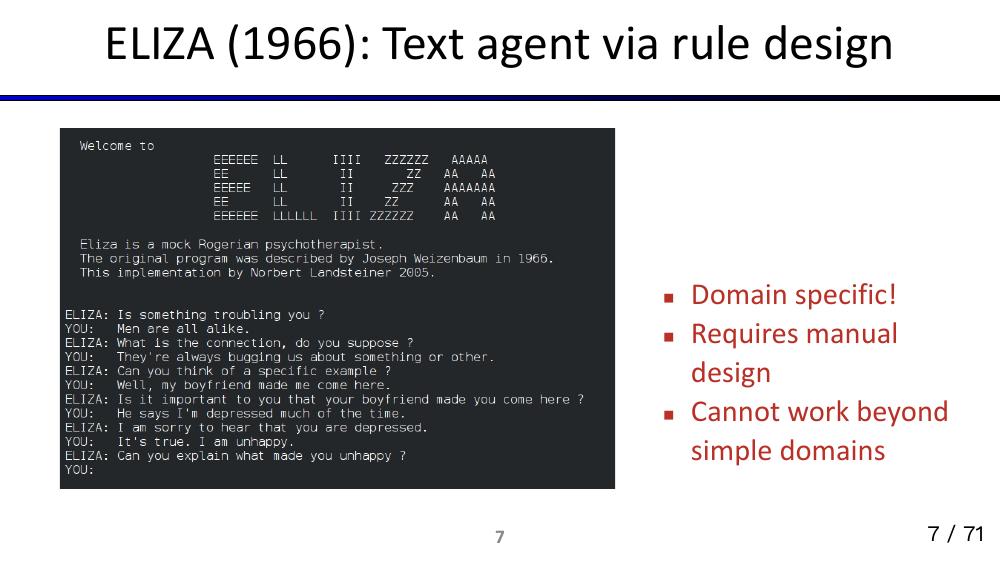 ELIZA (1966): Text agent via rule design
Welcome to
EEEEEE  LL      IIII   ZZZZZZ   AAAAA
EE      LL       II       ZZ   AA   AA
EEEEE   LL       II     ZZZ    AAAAAAA
EE      LL       II    ZZ      AA   AA
EEEEEE  LLLLLL  IIII ZZZZZZ    AA   AA
Eliza is a mock Rogerian psychotherapist.
The original program was described by Joseph Weizenbaum in 1966.
This implementation by Norbert Landsteiner 2005.
ELIZA: Is something troubling you ?
YOU:   Men are all alike.
ELIZA: What is the connection, do you suppose ?
YOU:   They're always bugging us about something or other.
ELIZA: Can you think of a specific example ?
YOU:   Well, my boyfriend made me come here.
ELIZA: Is it important to you that your boyfriend made you come here ?
YOU:   He says I'm depressed much of the time.
ELIZA: I am sorry to hear that you are depressed.
YOU:   It's true. I am unhappy.
ELIZA: Can you explain what made you unhappy ?
YOU:
▪ Domain specific!
▪ Requires manual
design
▪ Cannot work beyond
simple domains
7
7 / 71